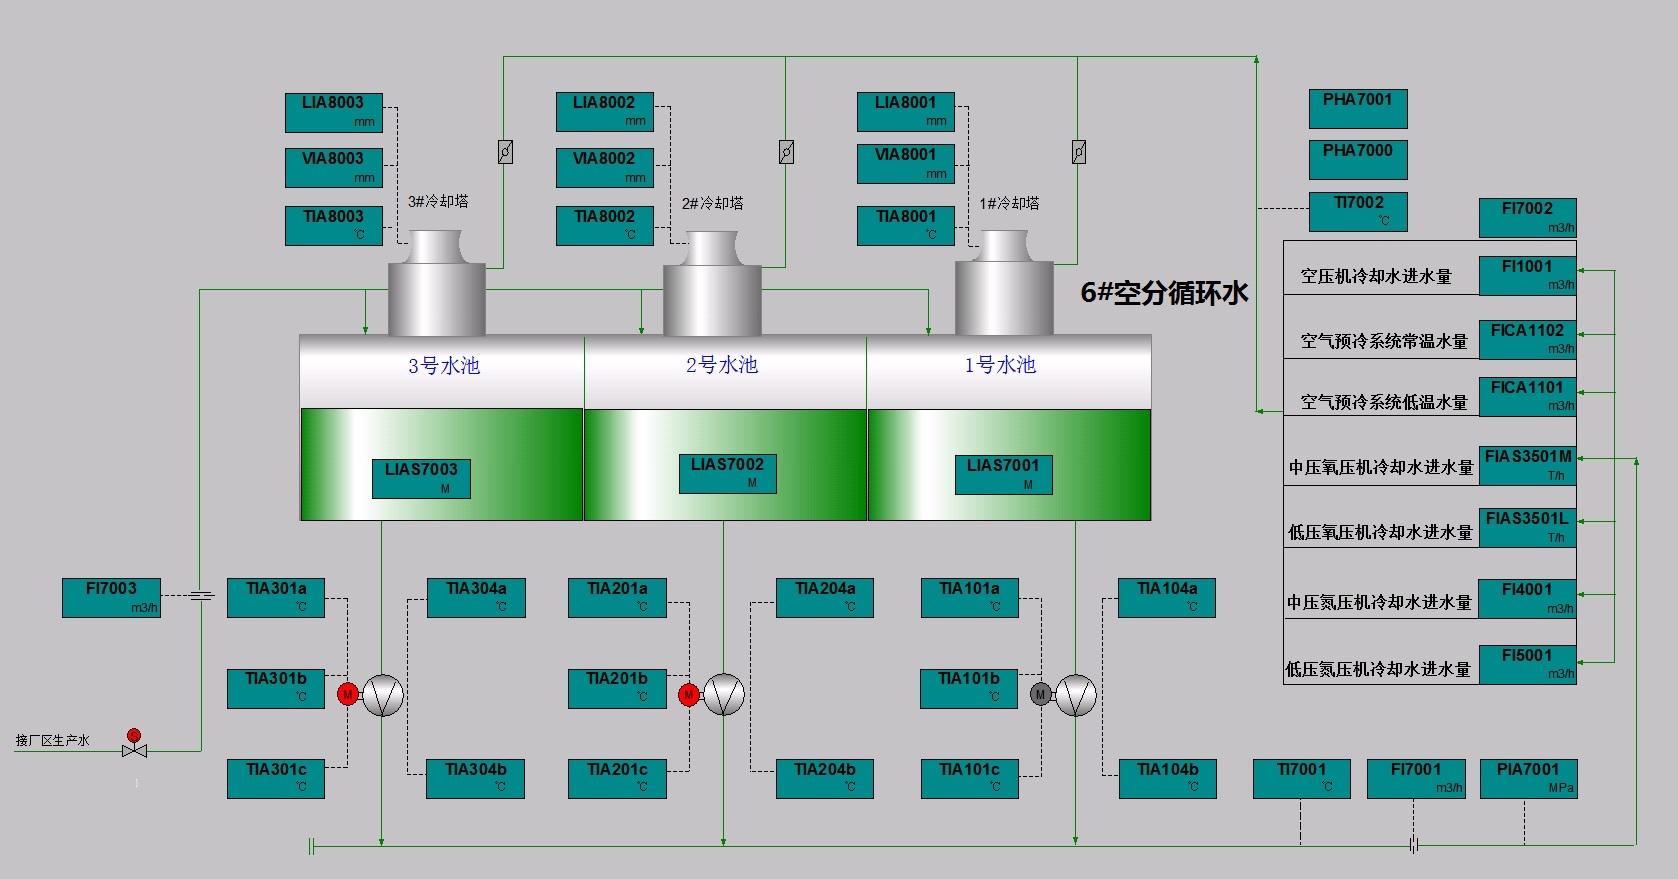 LIA8003
mm
LIA8002
mm
LIA8001
mm
PHA7001
VIA8003
mm
VIA8002
mm
VIA8001
mm
PHA7000
TIA8003
℃
3#冷却塔
TIA8002
℃
2#冷却塔
TIA8001
℃
1#冷却塔
TI7002
℃
FI7002
m3/h
6#空分循环水
空压机冷却水进水量
FI1001
m3/h
空气预冷系统常温水量
FICA1102
m3/h
3号水池
2号水池
1号水池
空气预冷系统低温水量
FICA1101
m3/h
LIAS7003
M
LIAS7002
M
LIAS7001
M
中压氧压机冷却水进水量
FIAS3501M
T/h
低压氧压机冷却水进水量
FIAS3501L
T/h
FI7003
m3/h
TIA301a
℃
TIA304a
℃
TIA201a
℃
TIA204a
℃
TIA101a
℃
TIA104a
℃
中压氮压机冷却水进水量
FI4001
m3/h
低压氮压机冷却水进水量
FI5001
m3/h
TIA301b
℃
M
TIA201b
℃
M
TIA101b
℃
M
接厂区生产水
S
TIA301c
℃
TIA304b
℃
TIA201c
℃
TIA204b
℃
TIA101c
℃
TIA104b
℃
TI7001
℃
FI7001
m3/h
PIA7001
MPa